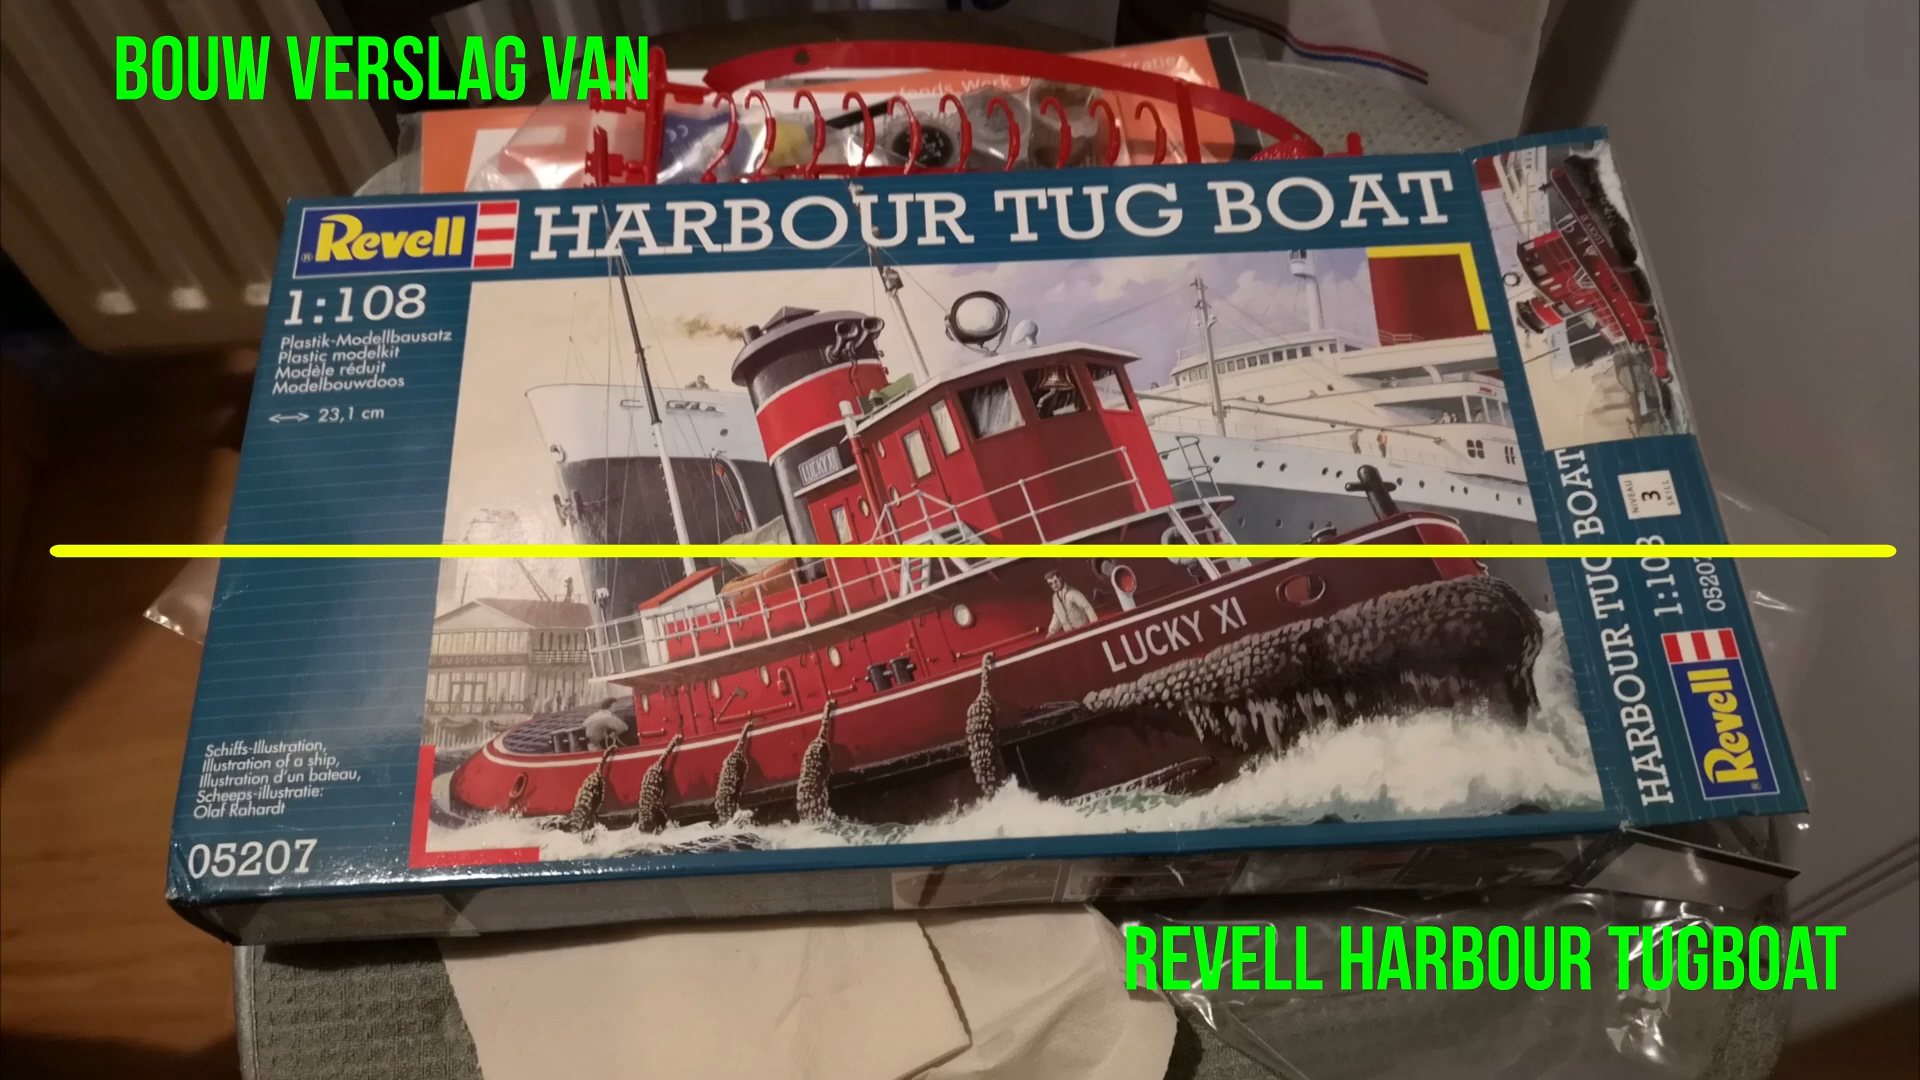 BOUW VERSLAG VAN
Revell
HARBOUR TUG BOAT
1:108
Plastik-Modellbausatz
Plastic modelkit
Modèle réduit
Modelbouwdoos
23,1 cm
LUCKY XI
LUCKY XI
Schiffs-Illustration,
Illustration of a ship,
Illustration d'un bateau,
Scheeps-illustratie:
Olaf Rahardt
05207
HARBOUR TUG BOAT
1:108
NIVEAU
3
SKILL
Revell
REVELL HARBOUR TUGBOAT